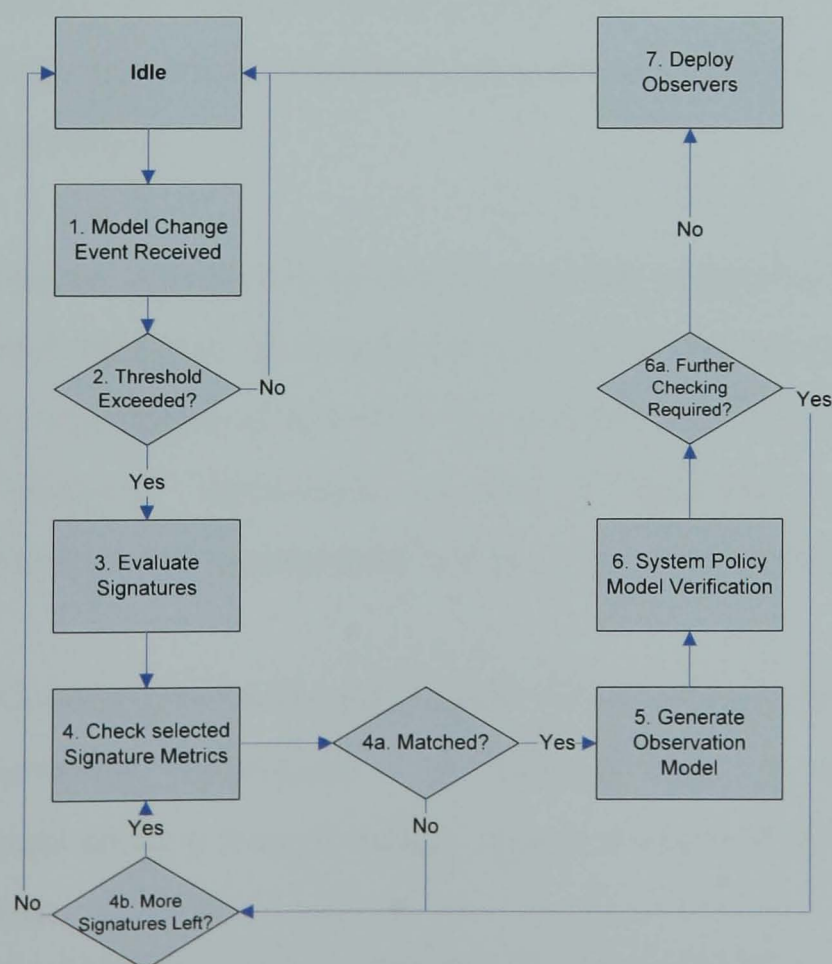 Idle
1. Model Change
Event Received
2. Threshold
Exceeded?
No
Yes
3. Evaluate
Signatures
4. Check selected
Signature Metrics
4a. Matched?
Yes
No
4b. More
Signatures Left?
Yes
No
5. Generate
Observation
Model
6. System Policy
Model Verification
6a. Further
Checking
Required?
Yes
No
7. Deploy
Observers